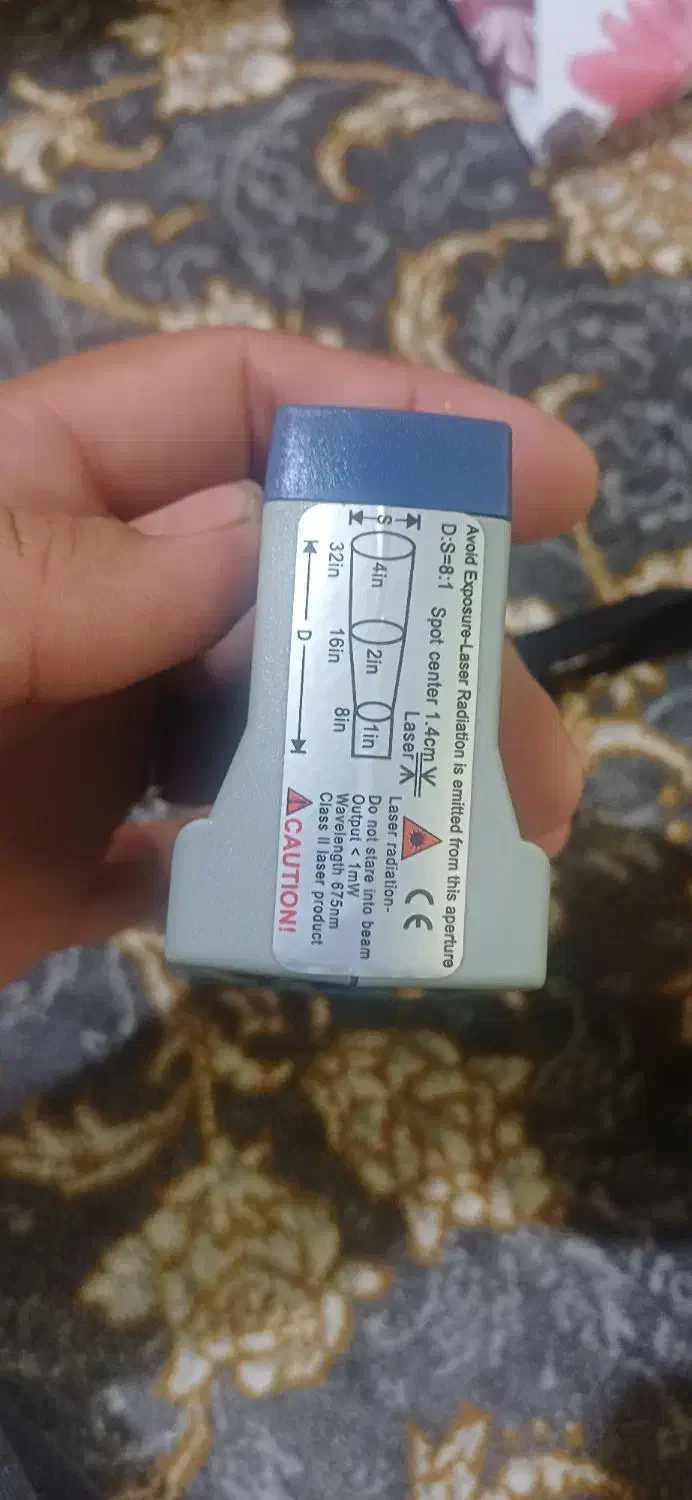 Avoid Exposure-Laser Radiation is emitted from this aperture
D:S=8:1 Spot center 1.4cm
Laser
S
4in 2in 1in
32in 16in 8in
D
CE
Laser radiation-
Do not stare into beam
Output < 1mW
Wavelength 675nm
Class II laser product
CAUTION!